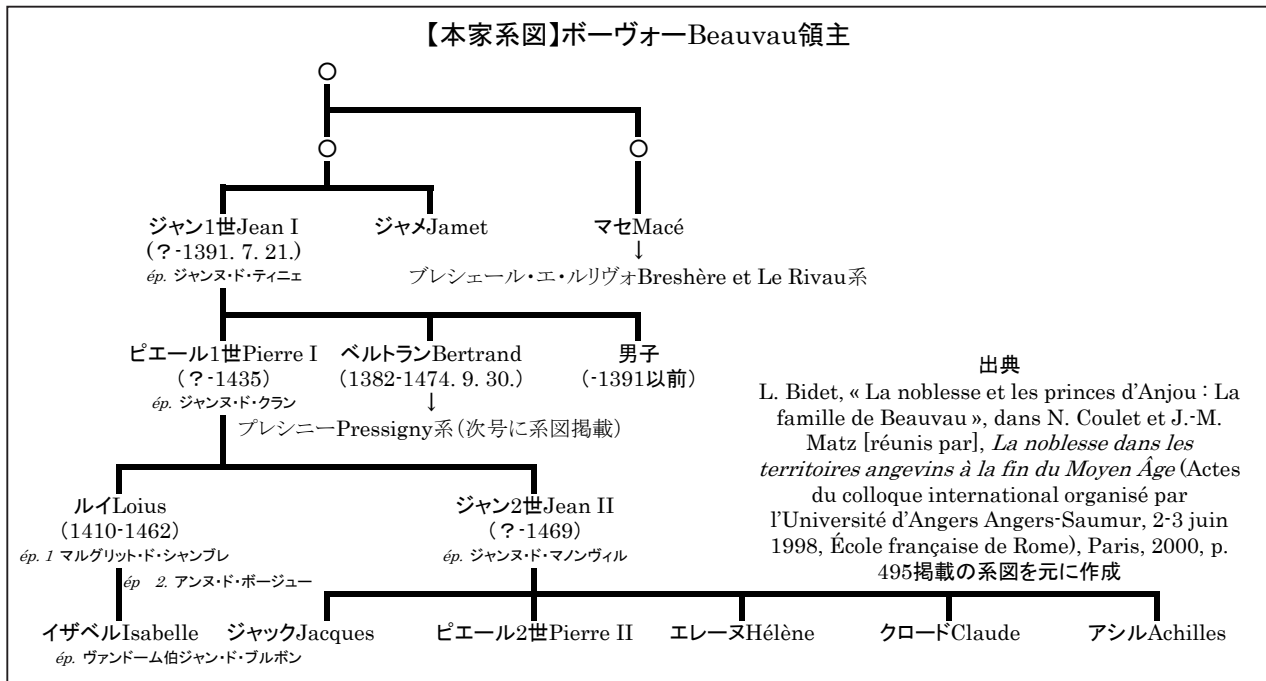 【本家系図】ボーヴォーBeauvau領主
ジャン1世Jean I
(?-1391. 7. 21.)
ép. ジャンヌ・ド・ティニェ
ジャメJamet
マセMacé
↓
ブレシェール・エ・ルリヴォBreshère et Le Rivau系
ピエール1世Pierre I
(?-1435)
ép. ジャンヌ・ド・クラン
ベルトランBertrand
(1382-1474. 9. 30.)
↓
プレシニーPressigny系(次号に系図掲載)
男子
(-1391以前)
出典
L. Bidet, « La noblesse et les princes d’Anjou : La
famille de Beauvau », dans N. Coulet et J.-M.
Matz [réunis par], La noblesse dans les
territoires angevins à la fin du Moyen Âge (Actes
du colloque international organisé par
l’Université d’Angers Angers-Saumur, 2-3 juin
1998, École française de Rome), Paris, 2000, p.
495掲載の系図を元に作成
ルイLoius
(1410-1462)
ép. 1 マルグリット・ド・シャンブレ
ép 2. アンヌ・ド・ボージュー
ジャン2世Jean II
(?-1469)
ép. ジャンヌ・ド・マノンヴィル
イザベルIsabelle
ép. ヴァンドーム伯ジャン・ド・ブルボン
ジャックJacques
ピエール2世Pierre II
エレーヌHélène
クロードClaude
アシルAchilles